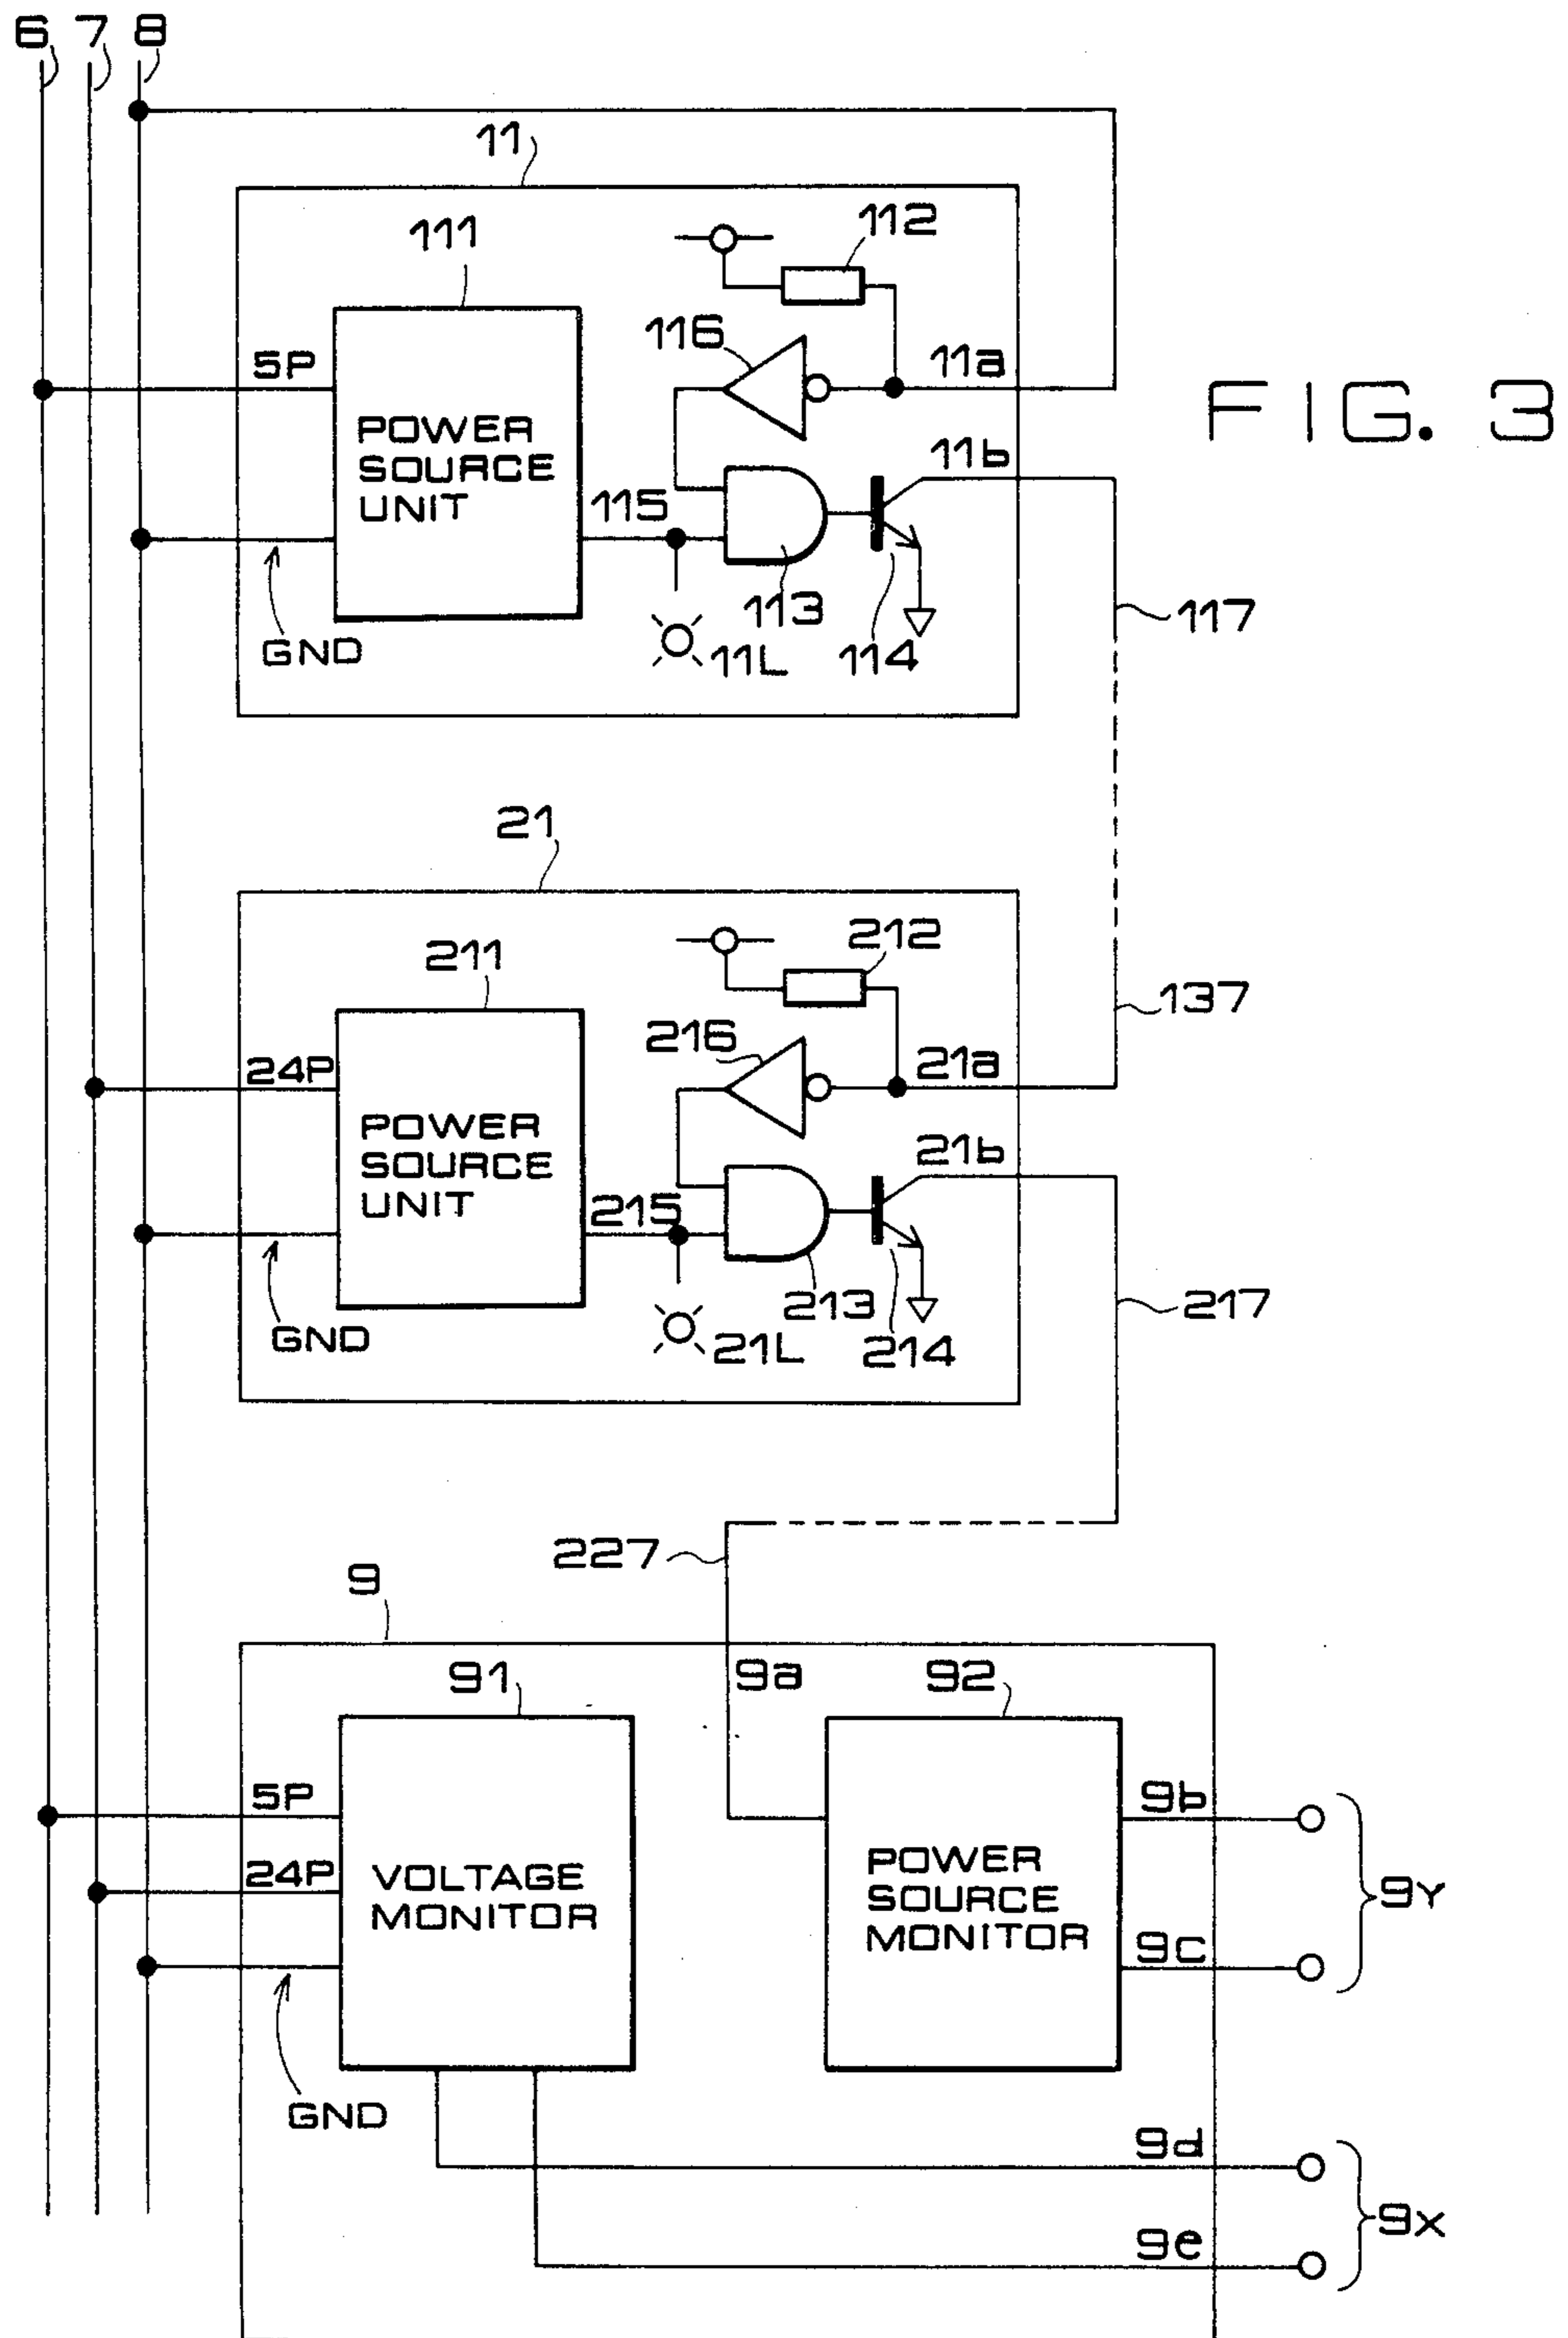 6 7 8
11
111
112
116
5P
11a
FIG. 3
POWER
SOURCE
UNIT
11b
115
113
117
GND
11L
114
21
211
212
137
216
24P
21a
POWER
SOURCE
UNIT
21b
215
213
217
GND
21L
214
227
9
91
9a
92
5P
9b
24P
VOLTAGE
MONITOR
POWER
SOURCE
MONITOR
9Y
9c
GND
9d
9X
9e